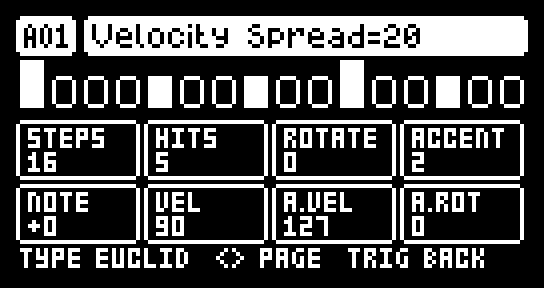 A01 Velocity Spread=20
STEPS HITS ROTATE ACCENT
16 5 0 2
NOTE VEL A.VEL A.ROT
+0 90 127 0
TYPE EUCLID <> PAGE TRIG BACK